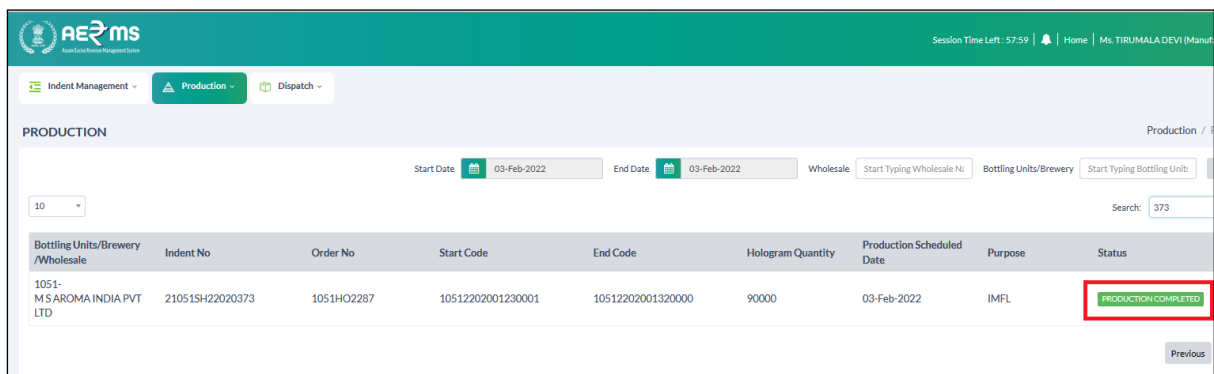 AERMS
Assam Excise Revenue Management System
Session Time Left : 57:59 Home Ms. TIRUMALA DEVI (Manuf
Indent Management Production Dispatch
PRODUCTION
Production /
Start Date 03-Feb-2022 End Date 03-Feb-2022 Wholesale Start Typing Wholesale Na Bottling Units/Brewery Start Typing Bottling Units
10 Search: 373
Bottling Units/Brewery /Wholesale Indent No Order No Start Code End Code Hologram Quantity Production Scheduled Date Purpose Status
1051-
M S AROMA INDIA PVT LTD 21051SH22020373 1051HO2287 10512202001230001 10512202001320000 90000 03-Feb-2022 IMFL PRODUCTION COMPLETED
Previous